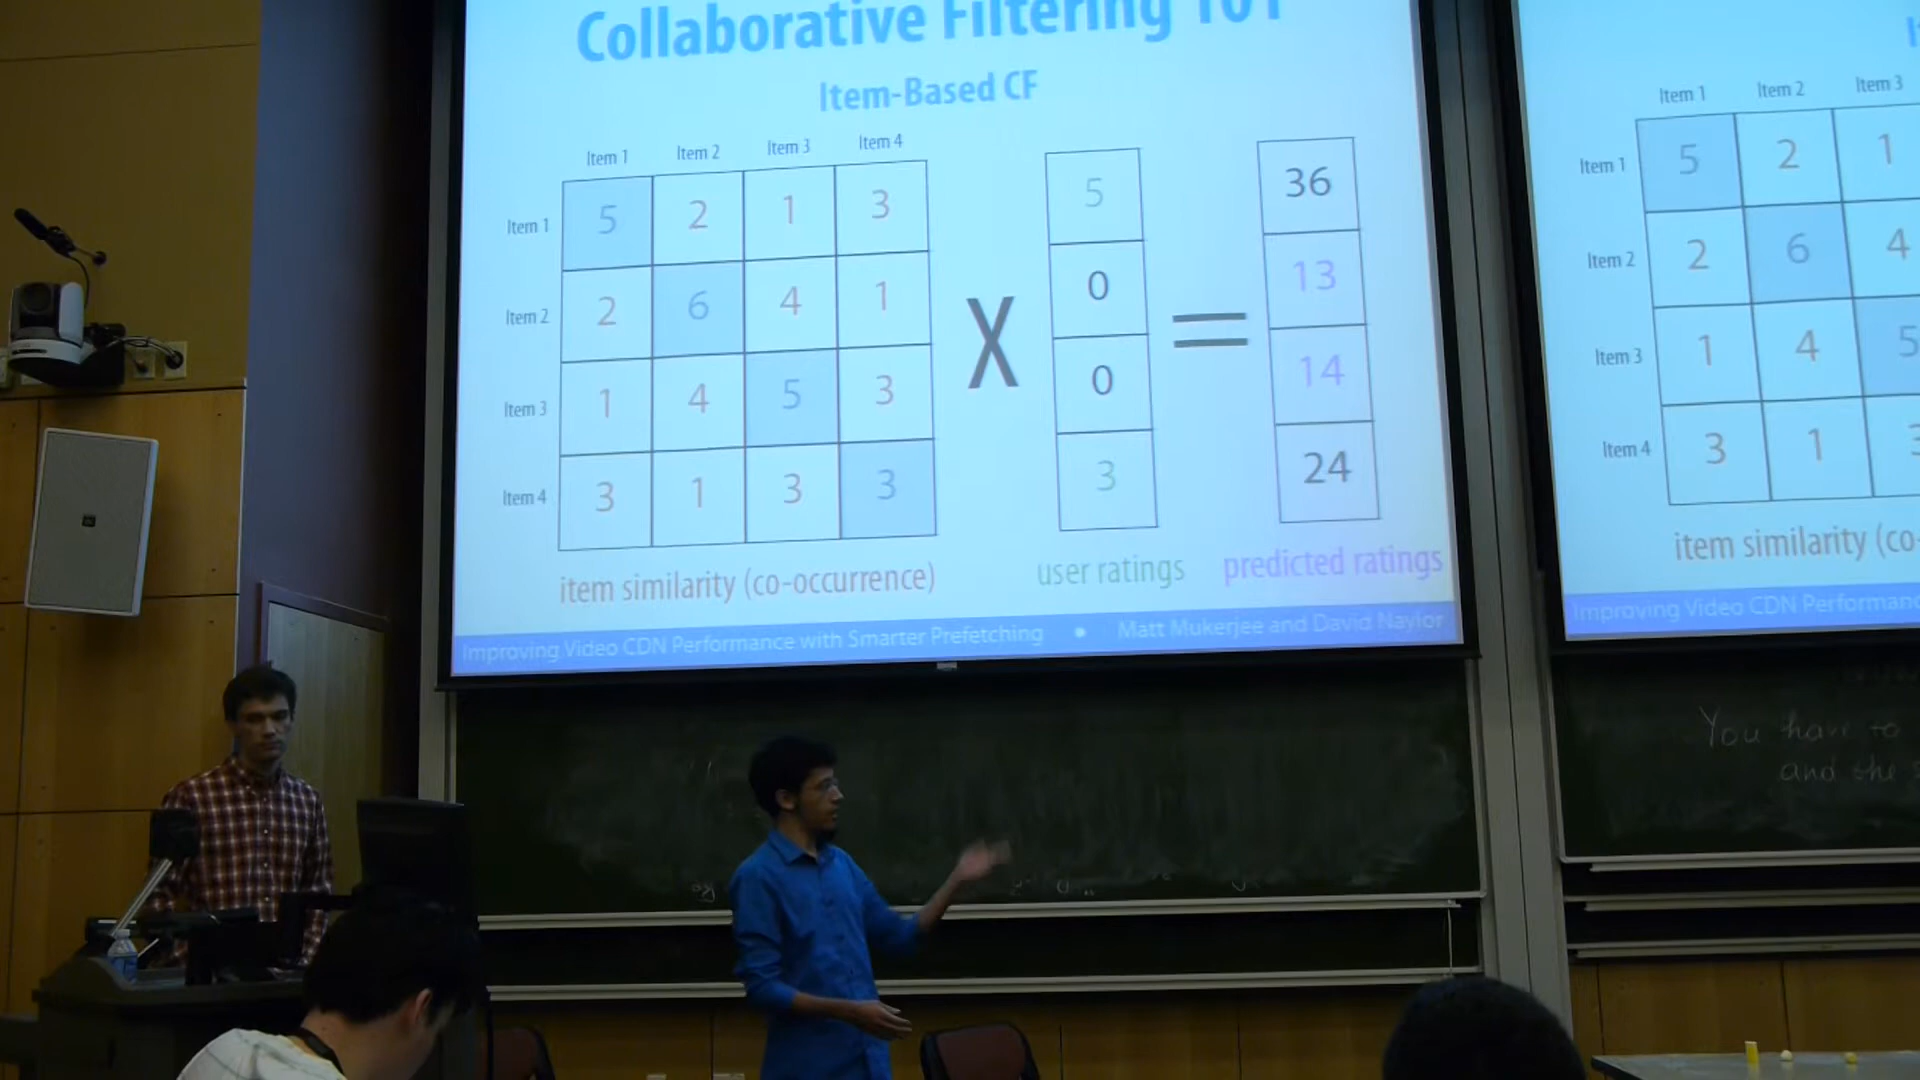 Collaborative Filtering 101
Item-Based CF
Item 1 Item 2 Item 3 Item 4
Item 1 5 2 1 3
Item 2 2 6 4 1
Item 3 1 4 5 3
Item 4 3 1 3 3
X
5
0
0
3
=
36
13
14
24
item similarity (co-occurrence)
user ratings
predicted ratings
Improving Video CDN Performance with Smarter Prefetching • Matt Mukerjee and David Naylor
Item 1 Item 2 Item 3
Item 1 5 2 1
Item 2 2 6 4
Item 3 1 4 5
Item 4 3 1 3
item similarity (co-
Improving Video CDN Performanc
You have to
and the